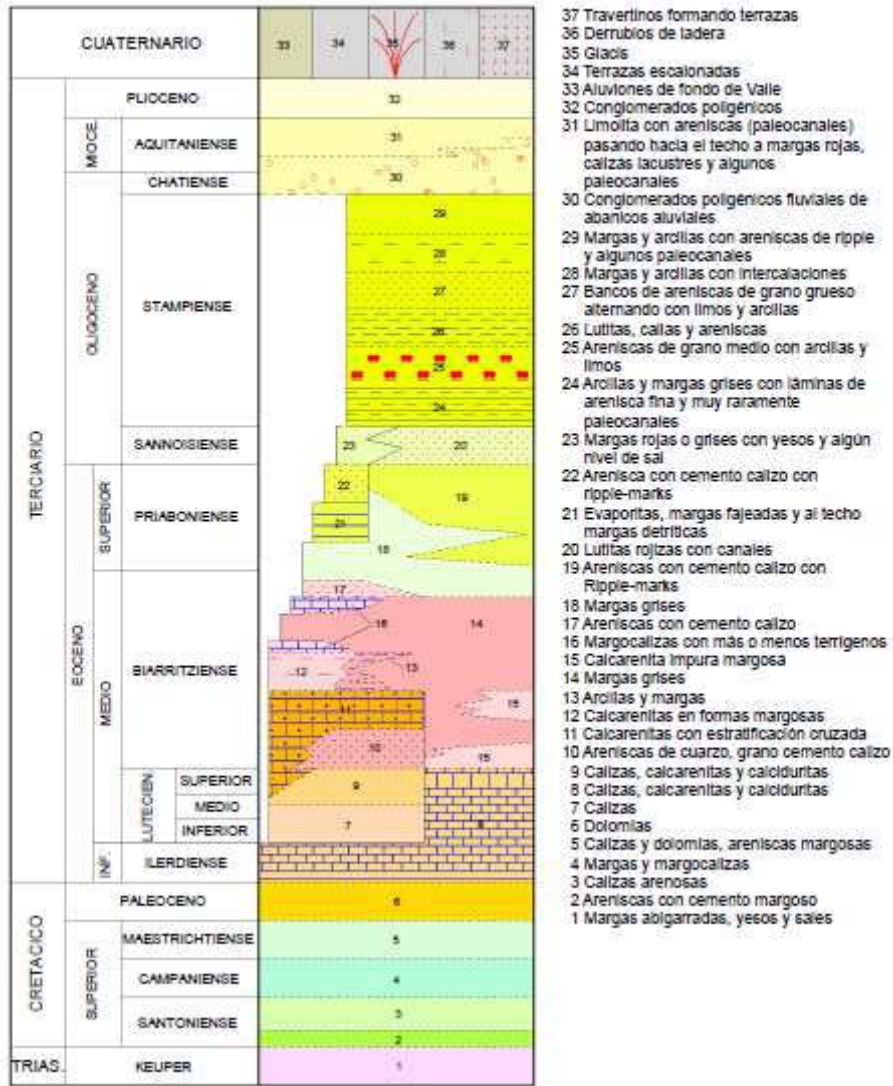 CUATERNARIO
33
34
35
36
37
TERCIARIO
PLIOCENO
32
MIOCE.
AQUITANIENSE
31
CHATIENSE
30
OLIGOCENO
STAMPIENSE
29
28
27
26
25
24
SANNOISIENSE
23
20
EOCENO
SUPERIOR
PRIABONIENSE
22
19
21
18
MEDIO
BIARRITZIENSE
17
16
14
12
13
15
11
10
15
LUTECIEN.
SUPERIOR
MEDIO
INFERIOR
9
7
8
INF.
ILERDIENSE
CRETACICO
PALEOCENO
6
SUPERIOR
MAESTRICHTIENSE
5
CAMPANIENSE
4
SANTONIENSE
3
2
TRIAS.
KEUPER
1
37 Travertinos formando terrazas
36 Derrubios de ladera
35 Glacis
34 Terrazas escalonadas
33 Aluviones de fondo de Valle
32 Conglomerados poligénicos
31 Limolita con areniscas (paleocanales)
pasando hacia el techo a margas rojas,
calizas lacustres y algunos
paleocanales
30 Conglomerados poligénicos fluviales de
abanicos aluviales
29 Margas y arcillas con areniscas de ripple
y algunos paleocanales
28 Margas y arcillas con intercalaciones
27 Bancos de areniscas de grano grueso
alternando con limos y arcillas
26 Lutitas, calias y areniscas
25 Areniscas de grano medio con arcillas y
limos
24 Arcillas y margas grises con láminas de
arenisca fina y muy raramente
paleocanales
23 Margas rojas o grises con yesos y algún
nivel de sal
22 Arenisca con cemento calizo con
ripple-marks
21 Evaporitas, margas fajeadas y al techo
margas detríticas
20 Lutitas rojizas con canales
19 Areniscas con cemento calizo con
Ripple-marks
18 Margas grises
17 Areniscas con cemento calizo
16 Margocalizas con más o menos terrígenos
15 Calcarenita impura margosa
14 Margas grises
13 Arcillas y margas
12 Calcarenitas en formas margosas
11 Calcarenitas con estratificación cruzada
10 Areniscas de cuarzo, grano cemento calizo
9 Calizas, calcarenitas y calciduritas
8 Calizas, calcarenitas y calciduritas
7 Calizas
6 Dolomias
5 Calizas y dolomias, areniscas margosas
4 Margas y margocalizas
3 Calizas arenosas
2 Areniscas con cemento margoso
1 Margas abigarradas, yesos y sales